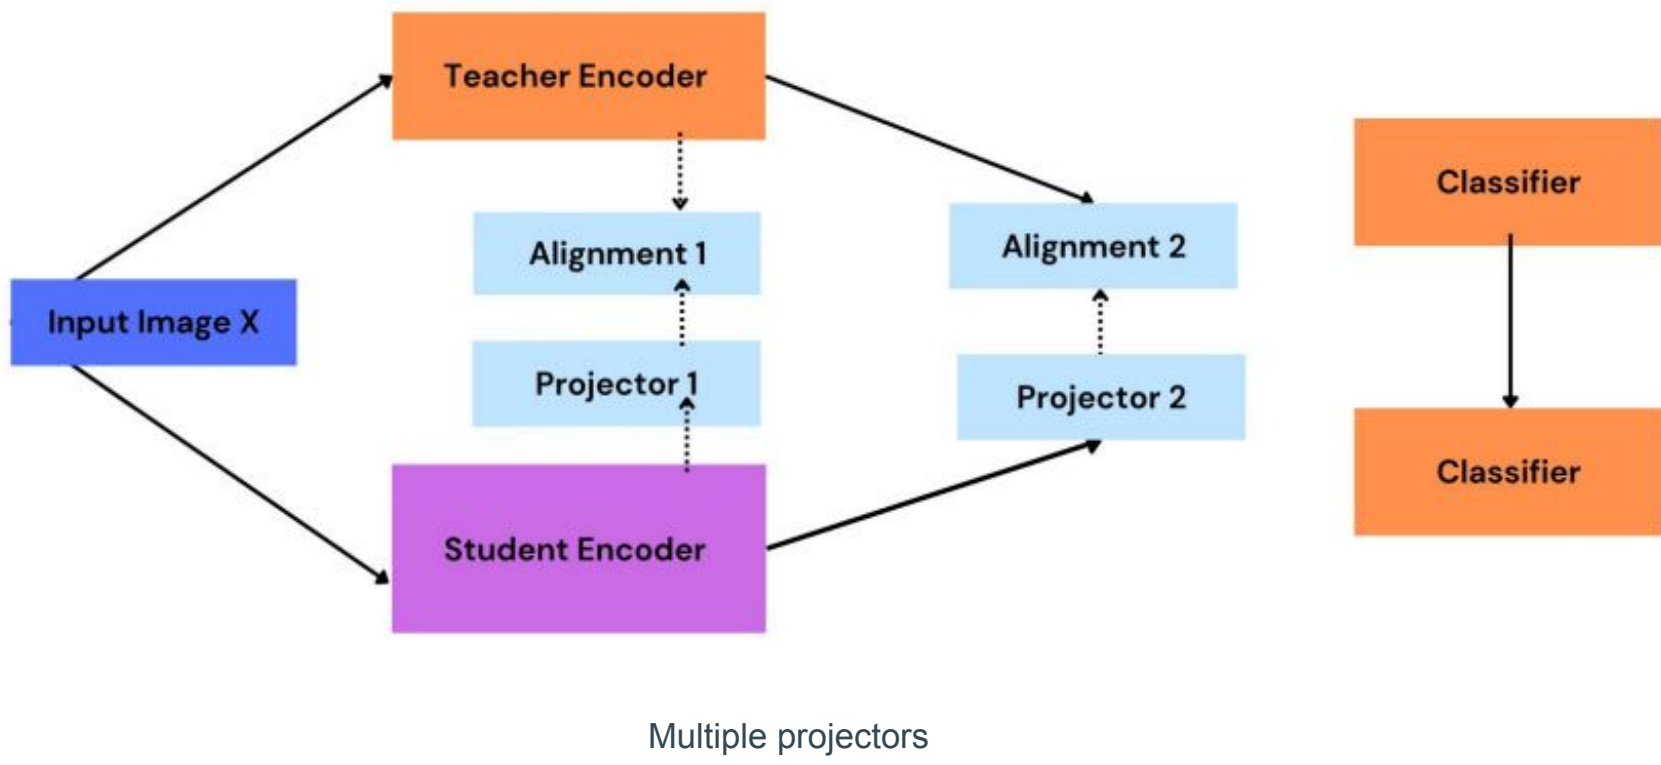 Teacher Encoder
Classifier
Alignment 1
Alignment 2
Input Image X
Projector 1
Projector 2
Classifier
Student Encoder
Multiple projectors